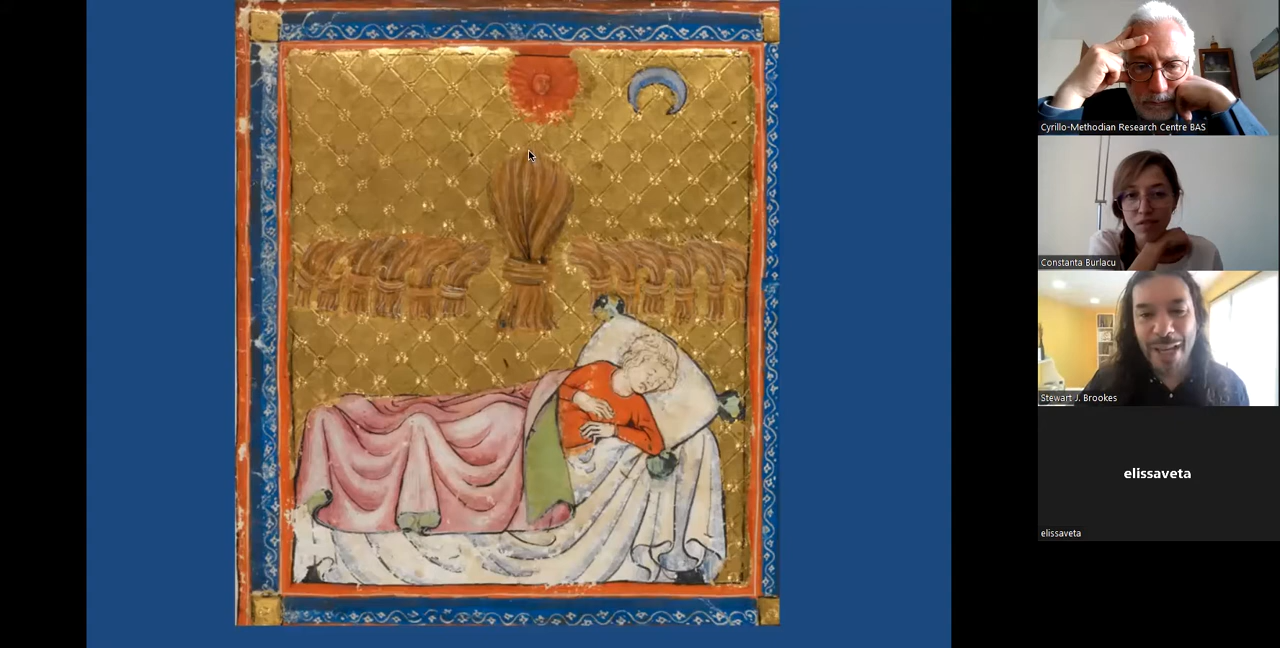 Cyrillo-Methodian Research Centre BAS
Constanta Burlacu
Stewart J. Brookes
elissaveta
elissaveta